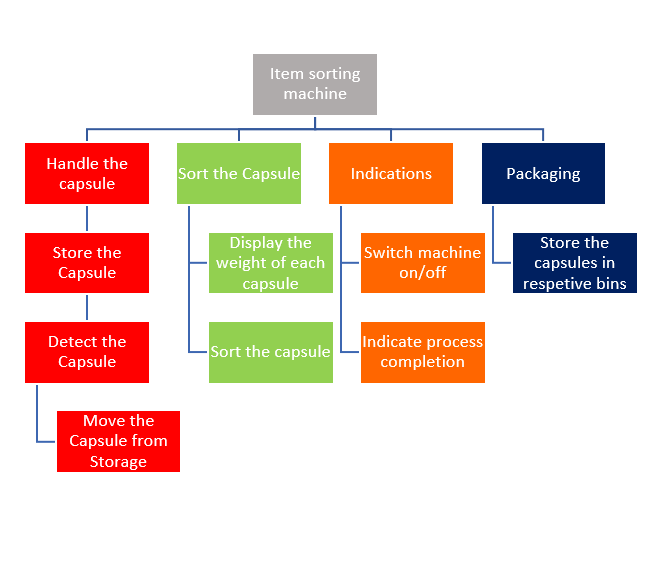 Item sorting
machine
Handle the
capsule
Sort the Capsule
Indications
Packaging
Store the
Capsule
Display the
weight of each
capsule
Switch machine
on/off
Store the
capsules in
respetive bins
Detect the
Capsule
Sort the capsule
Indicate process
completion
Move the
Capsule from
Storage